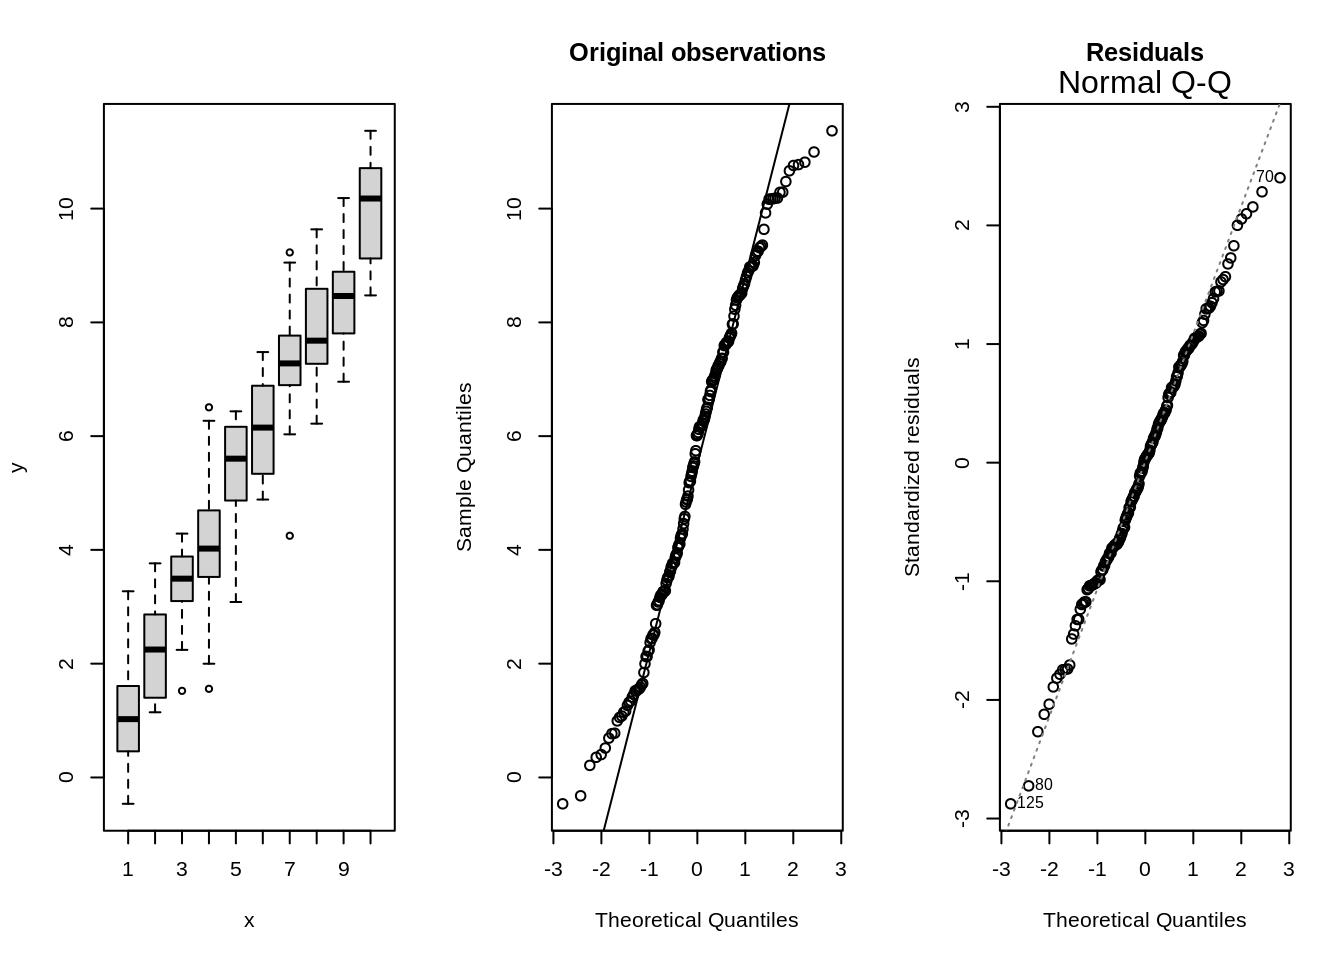 y
10
8
6
4
2
0
1 3 5 7 9
x
Original observations
Sample Quantiles
10
8
6
4
2
0
-3 -2 -1 0 1 2 3
Theoretical Quantiles
Residuals
Normal Q-Q
Standardized residuals
3
2
1
0
-1
-2
-3
70
80
125
-3 -2 -1 0 1 2 3
Theoretical Quantiles